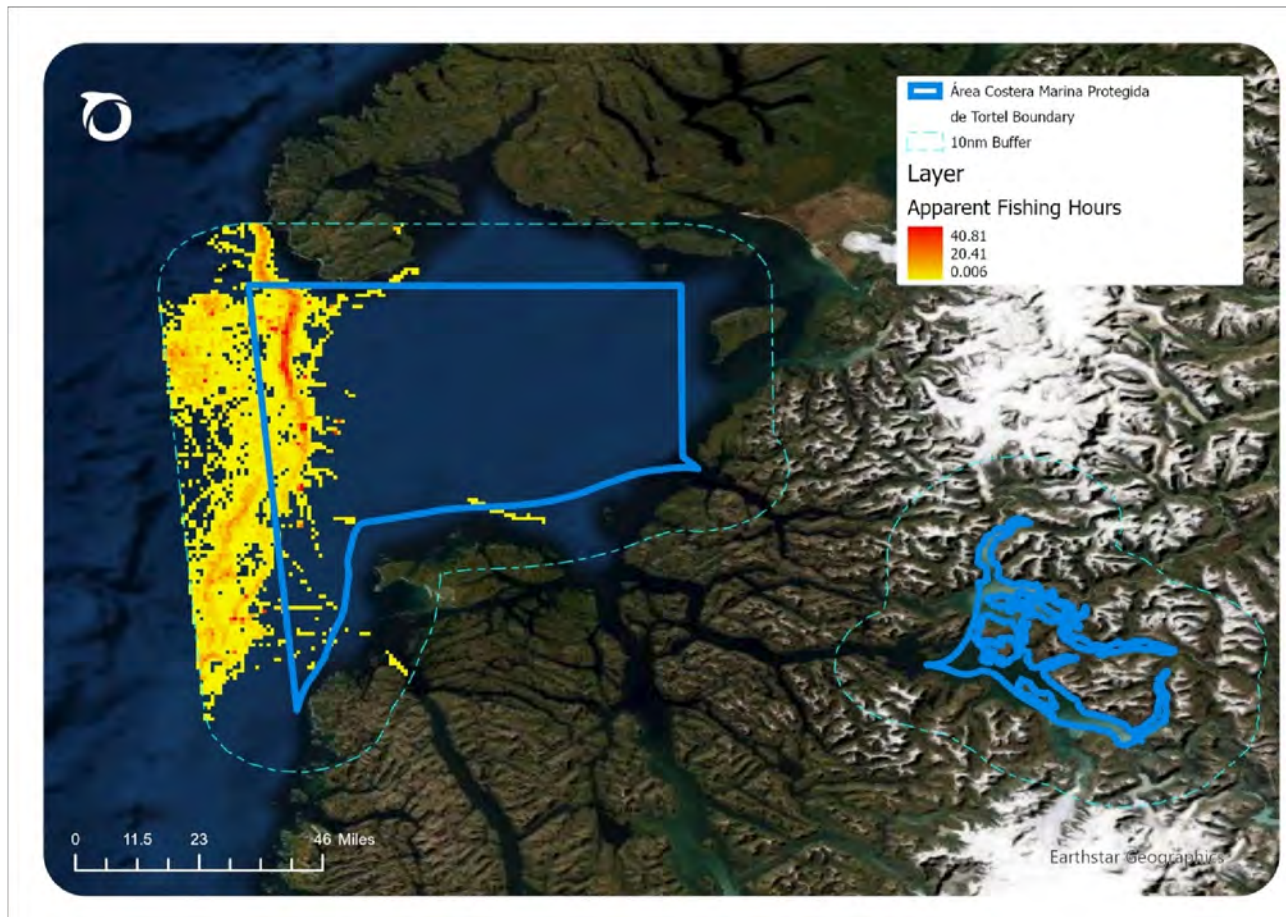 Área Costera Marina Protegida
de Tortel Boundary
10nm Buffer
Layer
Apparent Fishing Hours
40.81
20.41
0.006
0 11.5 23 46 Miles
Earthstar Geographics